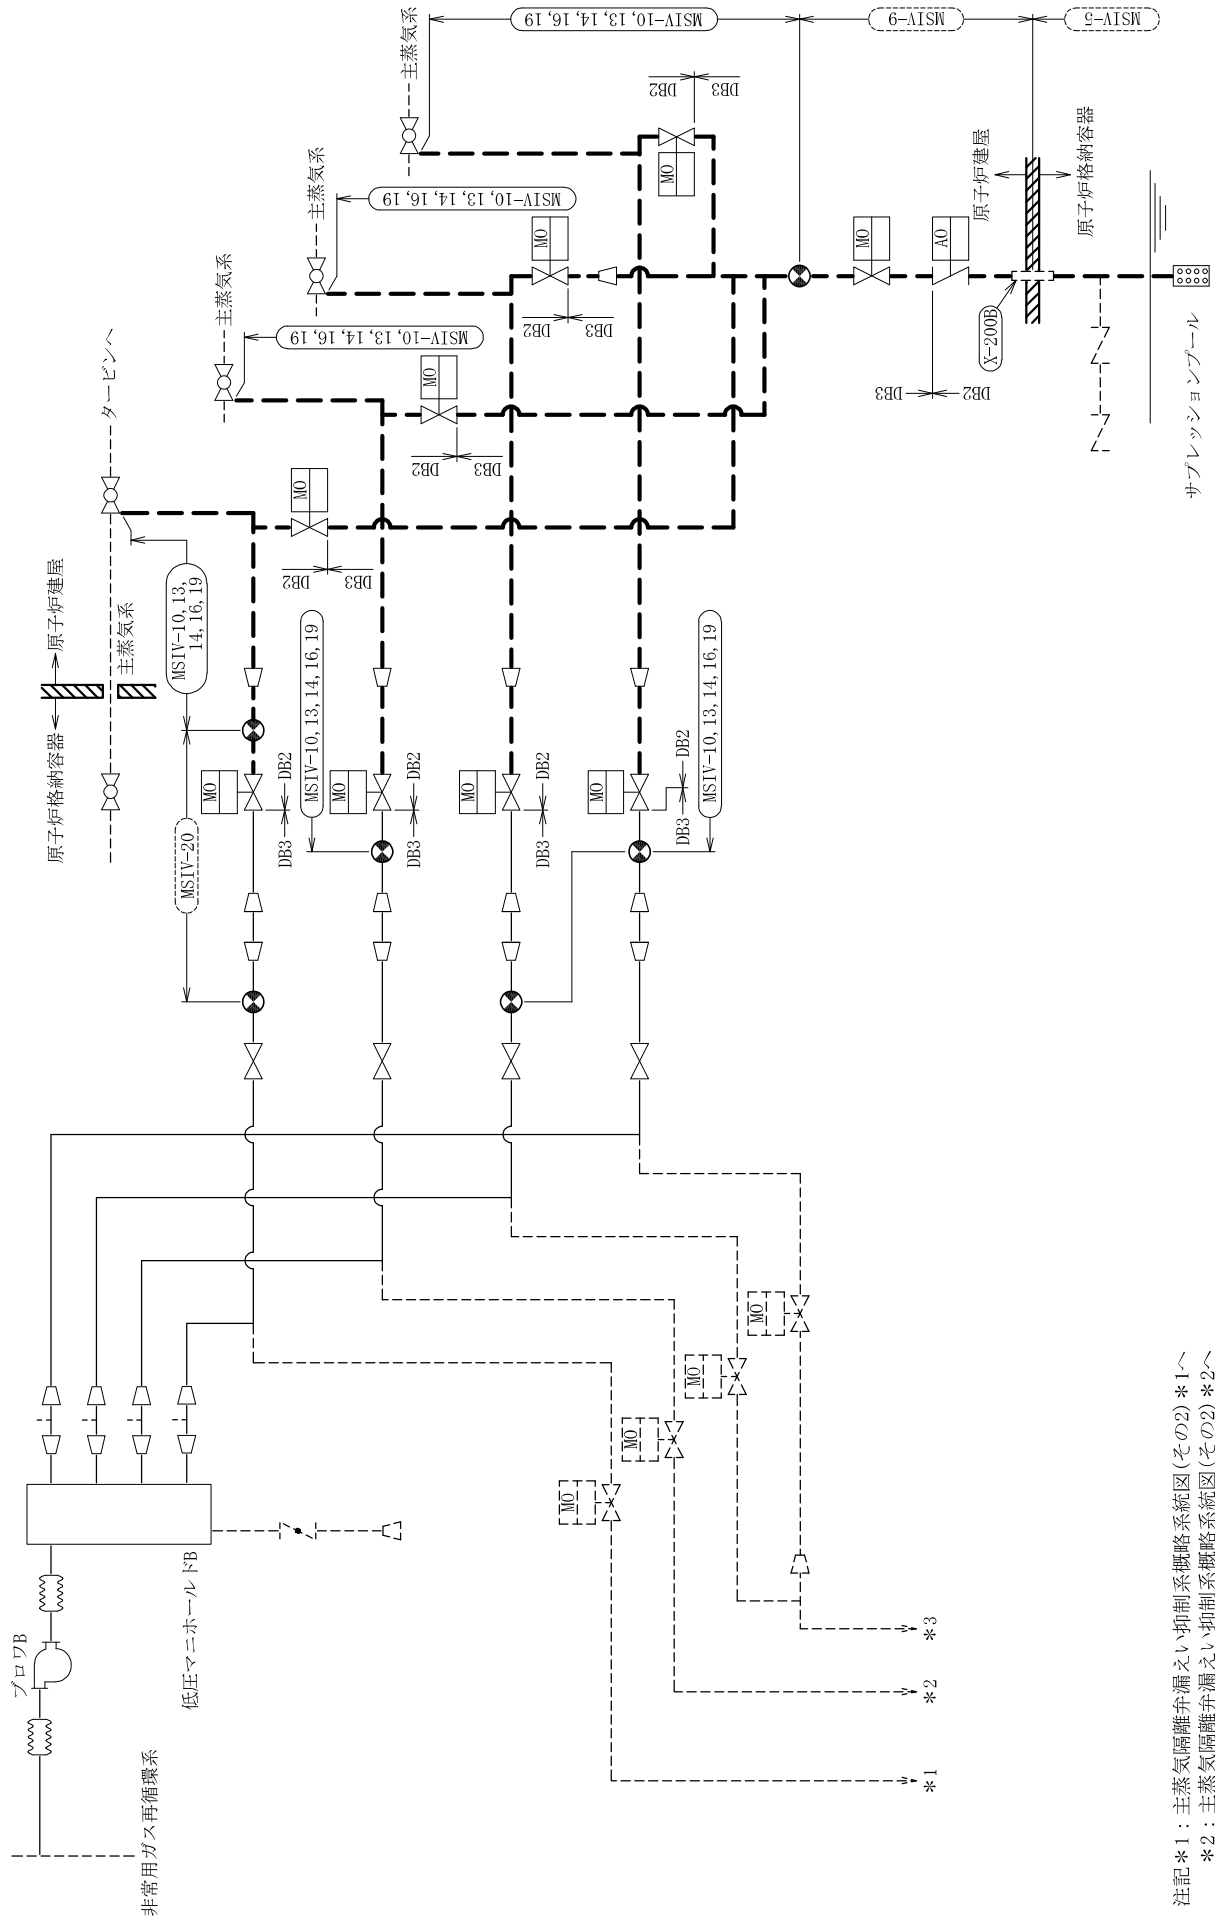 主蒸気系
MSIV-10,13,14,16,19
MSIV-9
MSIV-5
DB2
DB3
MO
主蒸気系
MSIV-10,13,14,16,19
MO
DB2
DB3
主蒸気系
MSIV-10,13,14,16,19
MO
DB2
DB3
MO
AO
DB3
DB2
原子炉建屋
原子炉格納容器
X-200B
サプレッションプール
タービンへ
原子炉建屋
原子炉格納容器
主蒸気系
MSIV-10,13,
14,16,19
MSIV-20
MO
DB2
DB3
MO
DB2
DB3
MSIV-10,13,14,16,19
MO
DB2
DB3
MO
DB2
DB3
MO
DB2
DB3
MSIV-10,13,14,16,19
MO
MO
MO
MO
低圧マニホールドB
ブロワB
非常用ガス再循環系
*1
*2
*3
注記 *1：主蒸気隔離弁漏えい抑制系概略系統図(その2) *1へ
*2：主蒸気隔離弁漏えい抑制系概略系統図(その2) *2へ